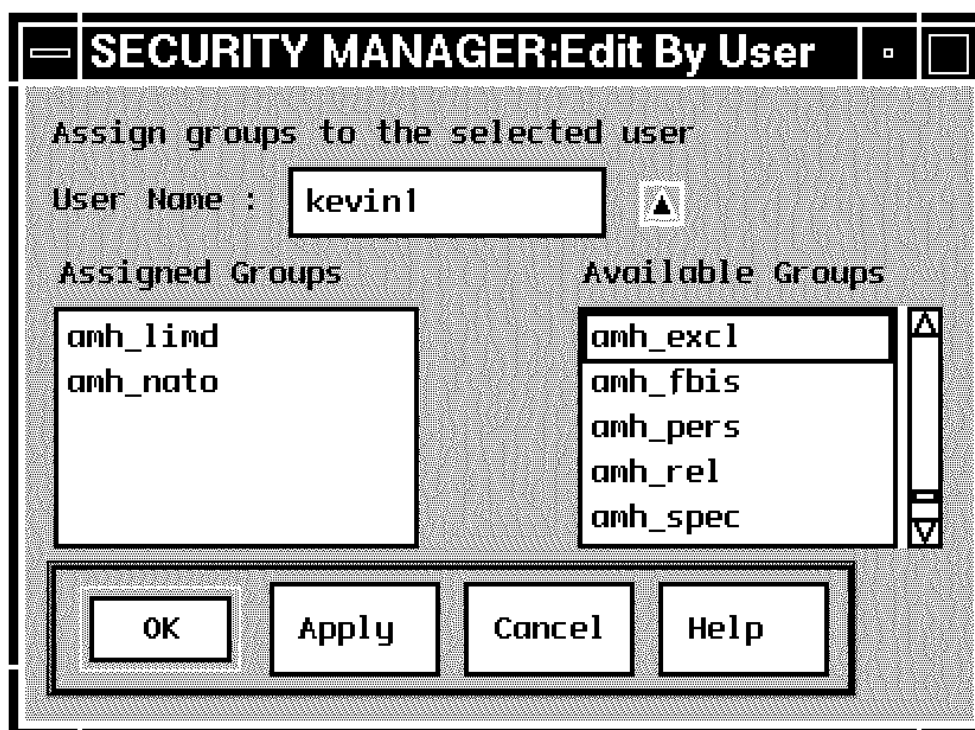 SECURITY MANAGER:Edit By User
Assign groups to the selected user
User Name : kevin1
Assigned Groups
Available Groups
amh_limd
amh_nato
amh_excl
amh_fbis
amh_pers
amh_rel
amh_spec
OK
Apply
Cancel
Help